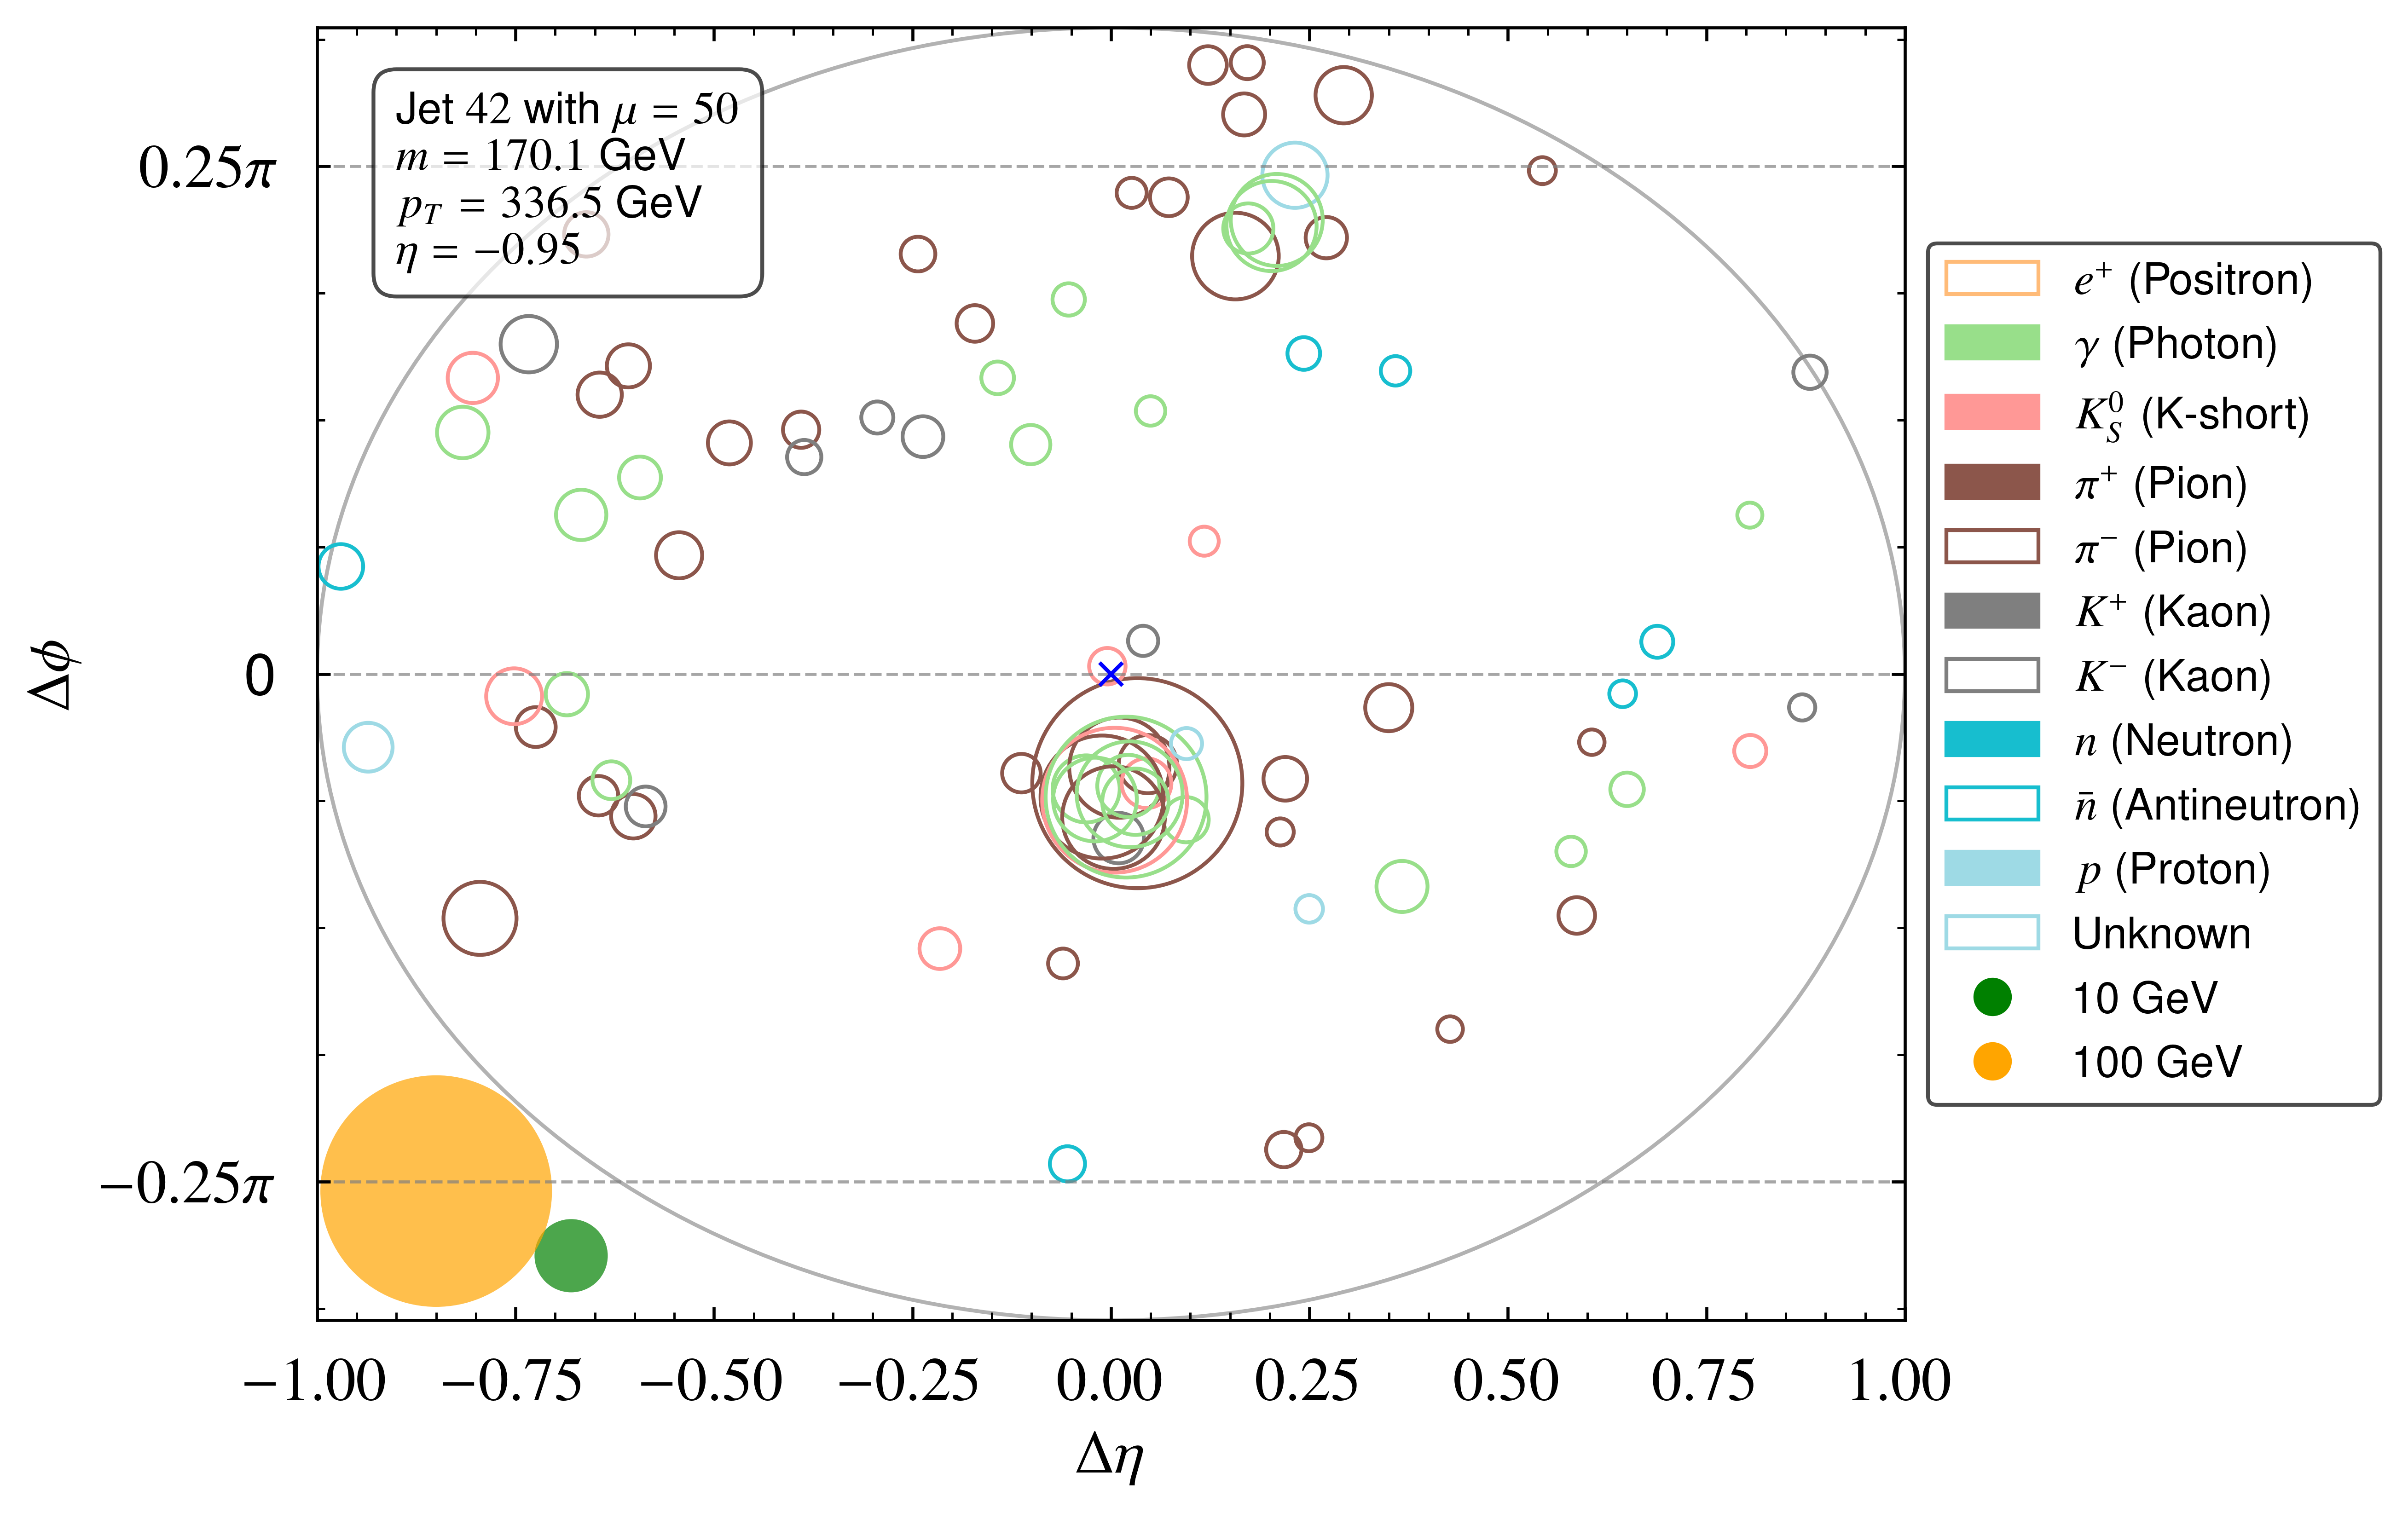 Jet 42 with μ = 50
m = 170.1 GeV
p_T = 336.5 GeV
η = −0.95
0.25π
0
−0.25π
Δϕ
−1.00 −0.75 −0.50 −0.25 0.00 0.25 0.50 0.75 1.00
Δη
e⁺ (Positron)
γ (Photon)
K⁰_S (K-short)
π⁺ (Pion)
π⁻ (Pion)
K⁺ (Kaon)
K⁻ (Kaon)
n (Neutron)
n̄ (Antineutron)
p (Proton)
Unknown
10 GeV
100 GeV